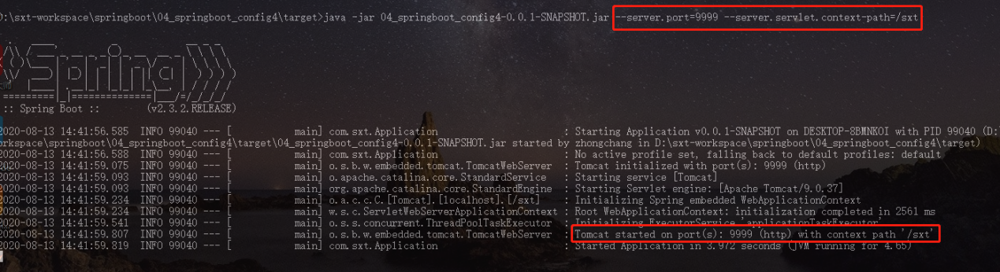 D:\sxt-workspace\springboot\04_springboot_config4\target>java -jar 04_springboot_config4-0.0.1-SNAPSHOT.jar --server.port=9999 --server.servlet.context-path=/sxt
:: Spring Boot ::        (v2.3.2.RELEASE)
2020-08-13 14:41:56.585  INFO 99040 --- [           main] com.sxt.Application                      : Starting Application v0.0.1-SNAPSHOT on DESKTOP-8BMNKOI with PID 99040 (D:\
orkspace\springboot\04_springboot_config4\target\04_springboot_config4-0.0.1-SNAPSHOT.jar started by zhongchang in D:\sxt-workspace\springboot\04_springboot_config4\target)
2020-08-13 14:41:56.588  INFO 99040 --- [           main] com.sxt.Application                      : No active profile set, falling back to default profiles: default
2020-08-13 14:41:59.075  INFO 99040 --- [           main] o.s.b.w.embedded.tomcat.TomcatWebServer  : Tomcat initialized with port(s): 9999 (http)
2020-08-13 14:41:59.093  INFO 99040 --- [           main] o.apache.catalina.core.StandardService   : Starting service [Tomcat]
2020-08-13 14:41:59.093  INFO 99040 --- [           main] org.apache.catalina.core.StandardEngine  : Starting Servlet engine: [Apache Tomcat/9.0.37]
2020-08-13 14:41:59.234  INFO 99040 --- [           main] o.a.c.c.C.[Tomcat].[localhost].[/sxt]    : Initializing Spring embedded WebApplicationContext
2020-08-13 14:41:59.234  INFO 99040 --- [           main] w.s.c.ServletWebServerApplicationContext : Root WebApplicationContext: initialization completed in 2561 ms
2020-08-13 14:41:59.541  INFO 99040 --- [           main] o.s.s.concurrent.ThreadPoolTaskExecutor  : Initializing ExecutorService 'applicationTaskExecutor'
2020-08-13 14:41:59.807  INFO 99040 --- [           main] o.s.b.w.embedded.tomcat.TomcatWebServer  : Tomcat started on port(s): 9999 (http) with context path '/sxt'
2020-08-13 14:41:59.819  INFO 99040 --- [           main] com.sxt.Application                      : Started Application in 3.972 seconds (JVM running for 4.65)